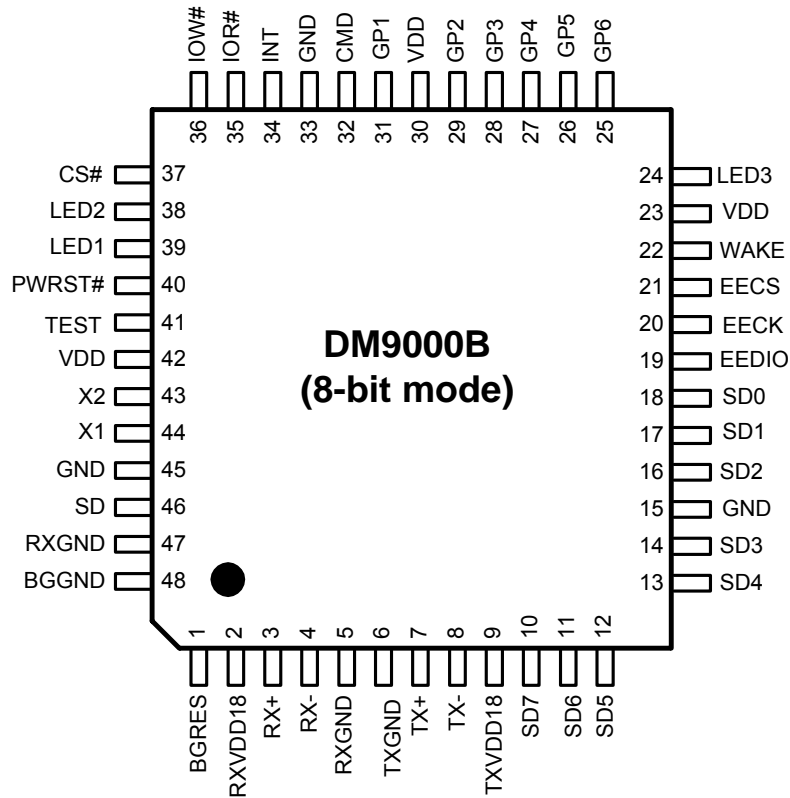 IOW# IOR# INT GND CMD GP1 VDD GP2 GP3 GP4 GP5 GP6
36 35 34 33 32 31 30 29 28 27 26 25
CS# 37 24 LED3
LED2 38 23 VDD
LED1 39 22 WAKE
PWRST# 40 21 EECS
TEST 41 20 EECK
VDD 42 19 EEDIO
X2 43 18 SD0
X1 44 17 SD1
GND 45 16 SD2
SD 46 15 GND
RXGND 47 14 SD3
BGGND 48 13 SD4
DM9000B
(8-bit mode)
1 2 3 4 5 6 7 8 9 10 11 12
BGRES RXVDD18 RX+ RX- RXGND TXGND TX+ TX- TXVDD18 SD7 SD6 SD5